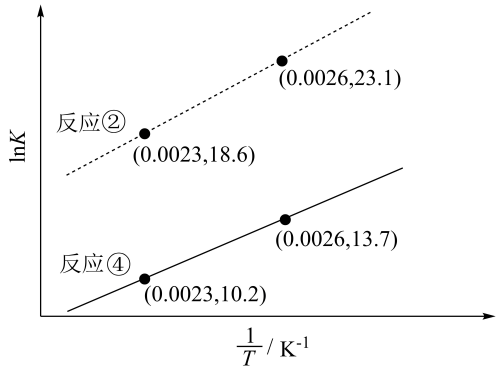 (0.0026,23.1)
反应②
(0.0023,18.6)
lnK
(0.0026,13.7)
反应④
(0.0023,10.2)
1/T / K⁻¹